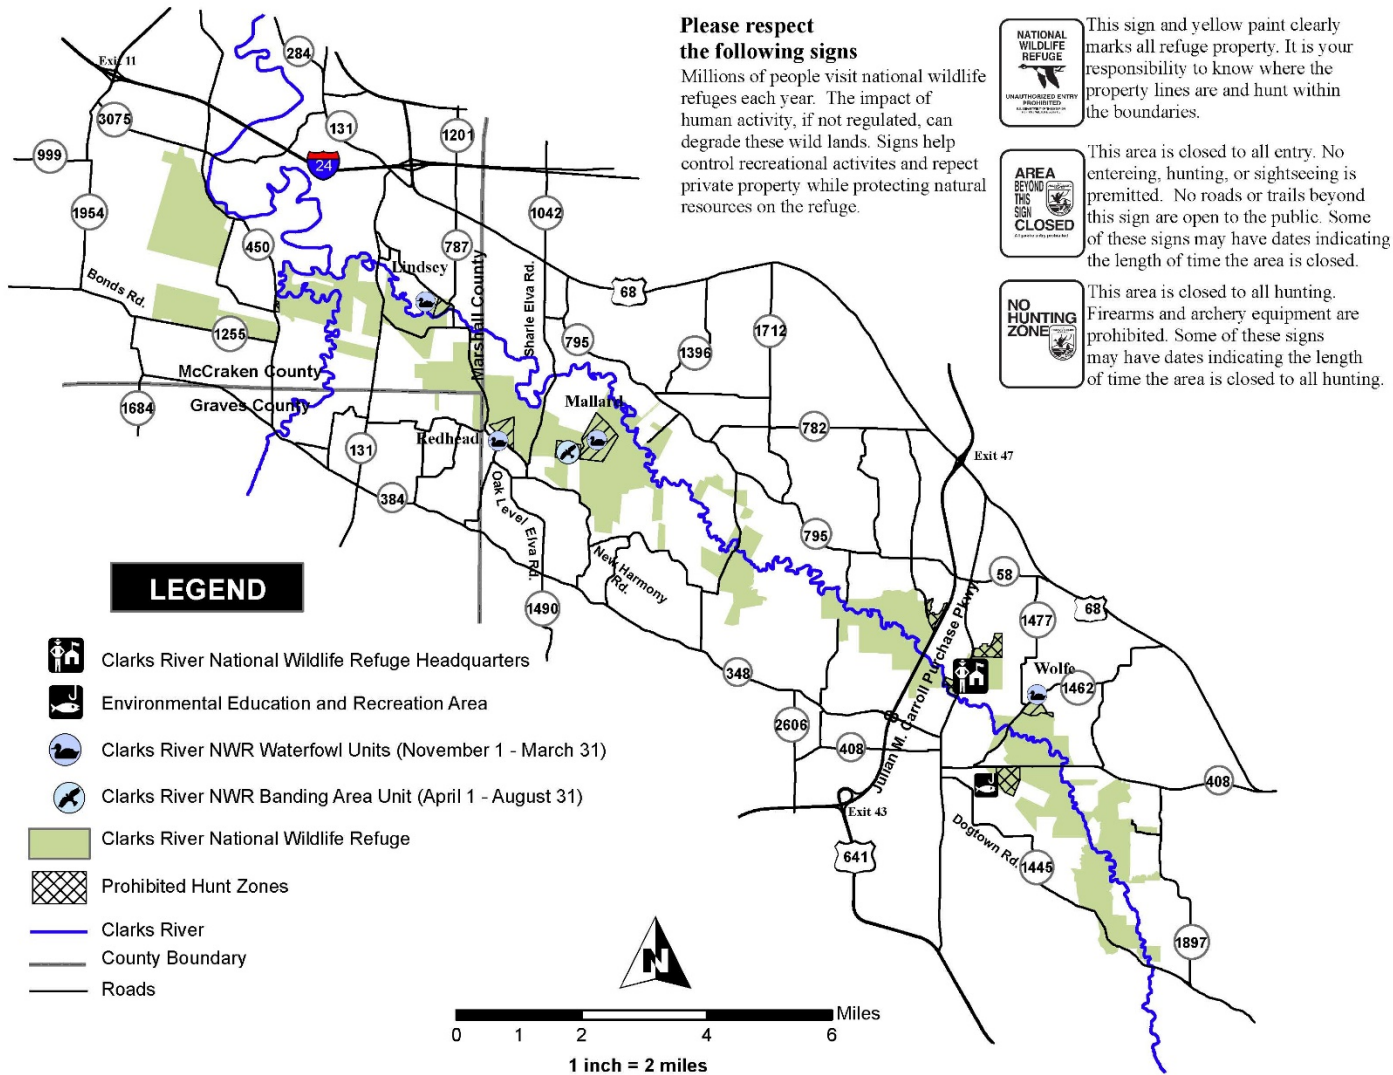 Please respect
the following signs
Millions of people visit national wildlife
refuges each year.  The impact of
human activity, if not regulated, can
degrade these wild lands. Signs help
control recreational activites and repect
private property while protecting natural
resources on the refuge.
NATIONAL
WILDLIFE
REFUGE
UNAUTHORIZED ENTRY
PROHIBITED
This sign and yellow paint clearly
marks all refuge property. It is your
responsibility to know where the
property lines are and hunt within
the boundaries.
AREA
BEYOND
THIS
SIGN
CLOSED
This area is closed to all entry. No
entereing, hunting, or sightseeing is
premitted.  No roads or trails beyond
this sign are open to the public. Some
of these signs may have dates indicating
the length of time the area is closed.
NO
HUNTING
ZONE
This area is closed to all hunting.
Firearms and archery equipment are
prohibited. Some of these signs
may have dates indicating the length
of time the area is closed to all hunting.
Exit 11
284
3075
131
1201
999
24
1954
1042
450
787
Lindsey
Bonds Rd.
68
Marshall County
Sharle Elva Rd.
1255
795
1712
1396
McCraken County
Graves County
1684
Mallard
782
Redhead
131
Exit 47
384
Oak Level Elva Rd.
795
New Harmony
Rd.
58
1490
68
1477
Julian M. Carroll Purchase Pkwy
348
Wolfe
1462
2606
408
408
Exit 43
Dogtown Rd.
641
1445
1897
LEGEND
Clarks River National Wildlife Refuge Headquarters
Environmental Education and Recreation Area
Clarks River NWR Waterfowl Units (November 1 - March 31)
Clarks River NWR Banding Area Unit (April 1 - August 31)
Clarks River National Wildlife Refuge
Prohibited Hunt Zones
Clarks River
County Boundary
Roads
N
Miles
0 1 2 4 6
1 inch = 2 miles